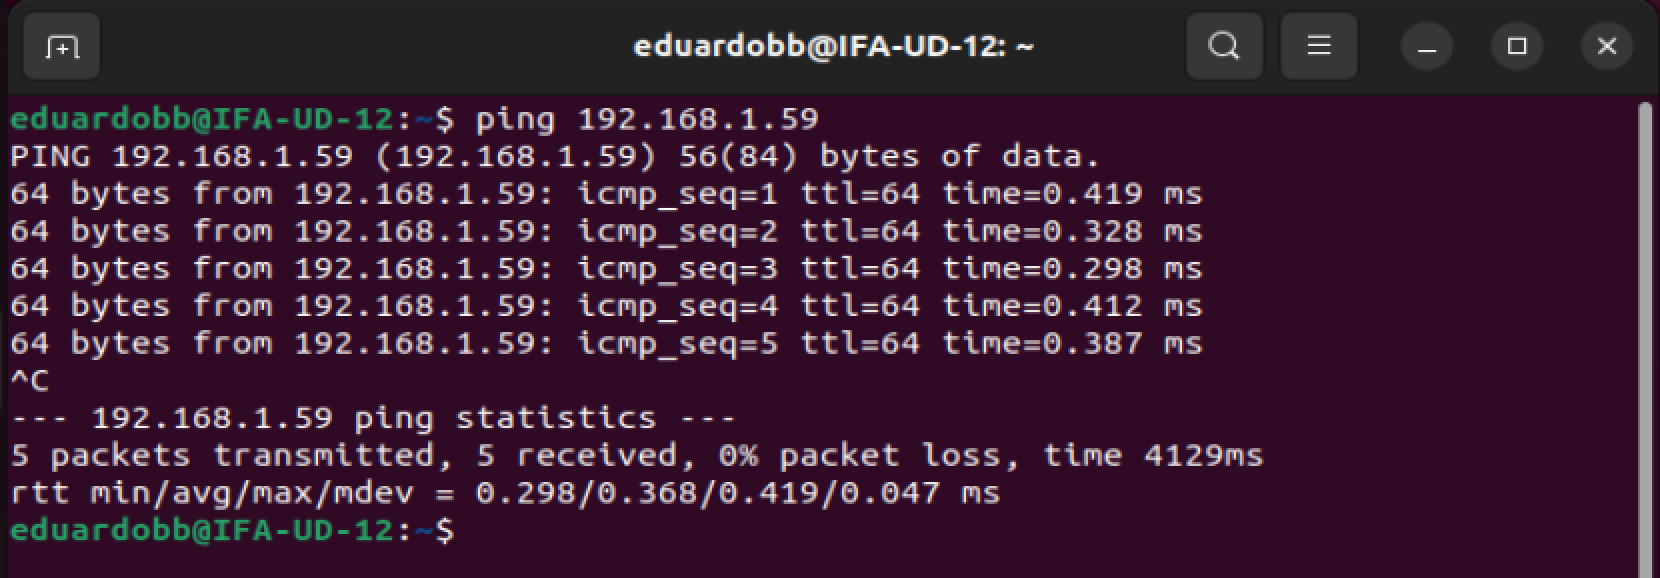 eduardobb@IFA-UD-12: ~
eduardobb@IFA-UD-12:~$ ping 192.168.1.59
PING 192.168.1.59 (192.168.1.59) 56(84) bytes of data.
64 bytes from 192.168.1.59: icmp_seq=1 ttl=64 time=0.419 ms
64 bytes from 192.168.1.59: icmp_seq=2 ttl=64 time=0.328 ms
64 bytes from 192.168.1.59: icmp_seq=3 ttl=64 time=0.298 ms
64 bytes from 192.168.1.59: icmp_seq=4 ttl=64 time=0.412 ms
64 bytes from 192.168.1.59: icmp_seq=5 ttl=64 time=0.387 ms
^C
--- 192.168.1.59 ping statistics ---
5 packets transmitted, 5 received, 0% packet loss, time 4129ms
rtt min/avg/max/mdev = 0.298/0.368/0.419/0.047 ms
eduardobb@IFA-UD-12:~$